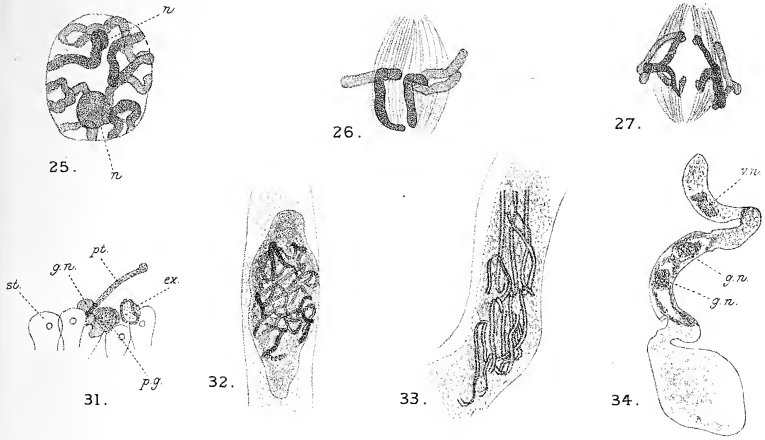 n
25.
n
26.
27.
st.
g.n.
pt.
ex.
p.g.
31.
32.
33.
v.n.
g.n.
g.n.
34.